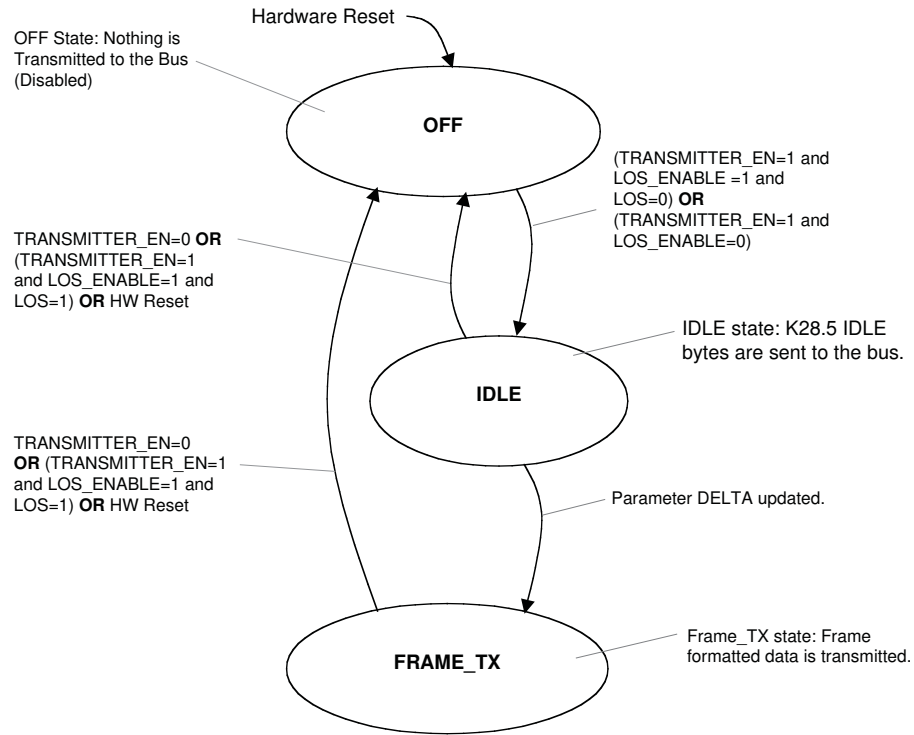 Hardware Reset
OFF State: Nothing is
Transmitted to the Bus
(Disabled)
OFF
(TRANSMITTER_EN=1 and
LOS_ENABLE =1 and
LOS=0) OR
(TRANSMITTER_EN=1 and
LOS_ENABLE=0)
TRANSMITTER_EN=0 OR
(TRANSMITTER_EN=1
and LOS_ENABLE=1 and
LOS=1) OR HW Reset
IDLE state: K28.5 IDLE
bytes are sent to the bus.
IDLE
TRANSMITTER_EN=0
OR (TRANSMITTER_EN=1
and LOS_ENABLE=1 and
LOS=1) OR HW Reset
Parameter DELTA updated.
Frame_TX state: Frame
formatted data is transmitted.
FRAME_TX